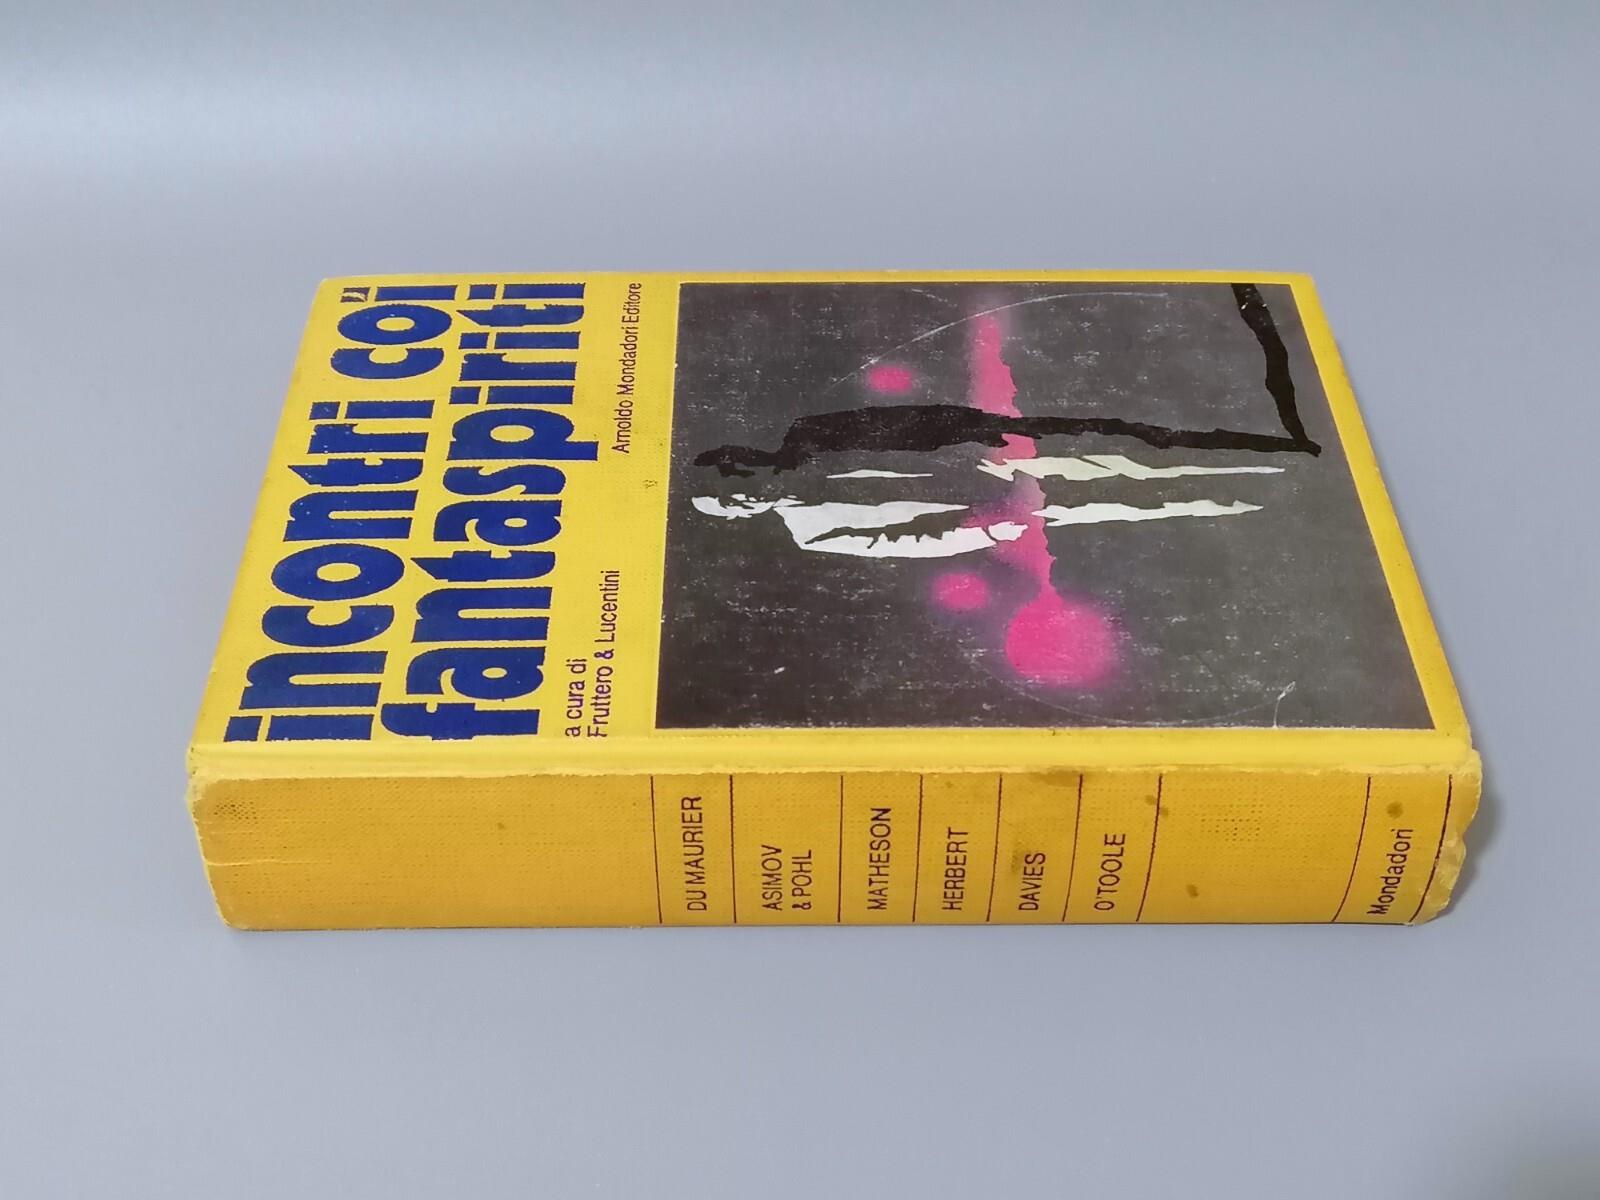 incontri coi
fantaspiriti
a cura di
Fruttero & Lucentini
Arnoldo Mondadori Editore
DU MAURIER
ASIMOV
& POHL
MATHESON
HERBERT
DAVIES
O'TOOLE
Mondadori